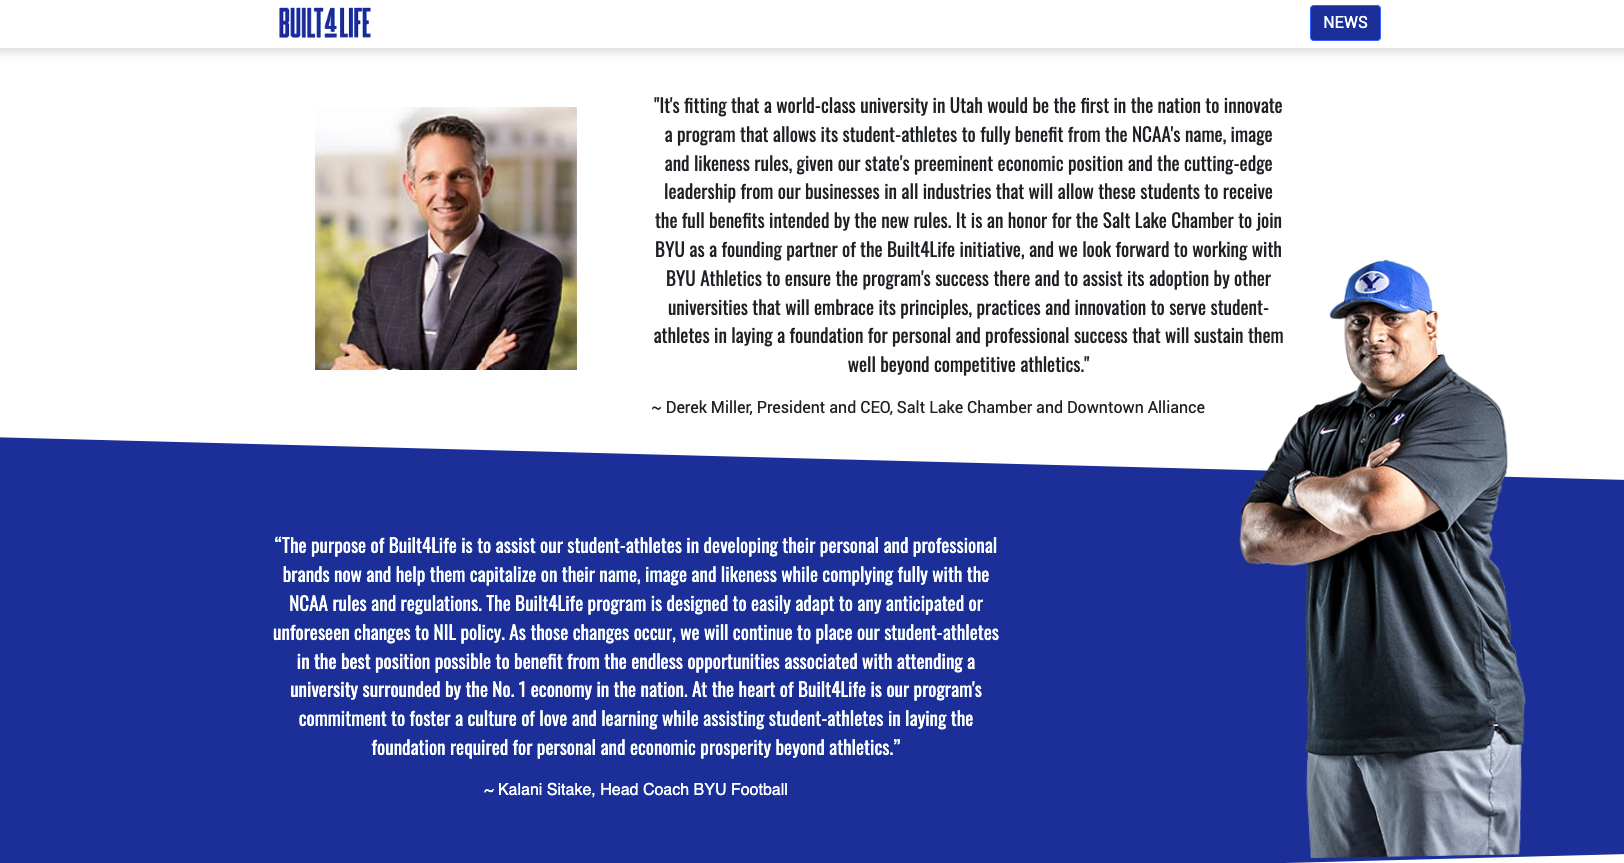 BUILT4LIFE
NEWS
"It's fitting that a world-class university in Utah would be the first in the nation to innovate
a program that allows its student-athletes to fully benefit from the NCAA's name, image
and likeness rules, given our state's preeminent economic position and the cutting-edge
leadership from our businesses in all industries that will allow these students to receive
the full benefits intended by the new rules. It is an honor for the Salt Lake Chamber to join
BYU as a founding partner of the Built4Life initiative, and we look forward to working with
BYU Athletics to ensure the program's success there and to assist its adoption by other
universities that will embrace its principles, practices and innovation to serve student-
athletes in laying a foundation for personal and professional success that will sustain them
well beyond competitive athletics."
~ Derek Miller, President and CEO, Salt Lake Chamber and Downtown Alliance
Y
Y
“The purpose of Built4Life is to assist our student-athletes in developing their personal and professional
brands now and help them capitalize on their name, image and likeness while complying fully with the
NCAA rules and regulations. The Built4Life program is designed to easily adapt to any anticipated or
unforeseen changes to NIL policy. As those changes occur, we will continue to place our student-athletes
in the best position possible to benefit from the endless opportunities associated with attending a
university surrounded by the No. 1 economy in the nation. At the heart of Built4Life is our program's
commitment to foster a culture of love and learning while assisting student-athletes in laying the
foundation required for personal and economic prosperity beyond athletics.”
~ Kalani Sitake, Head Coach BYU Football